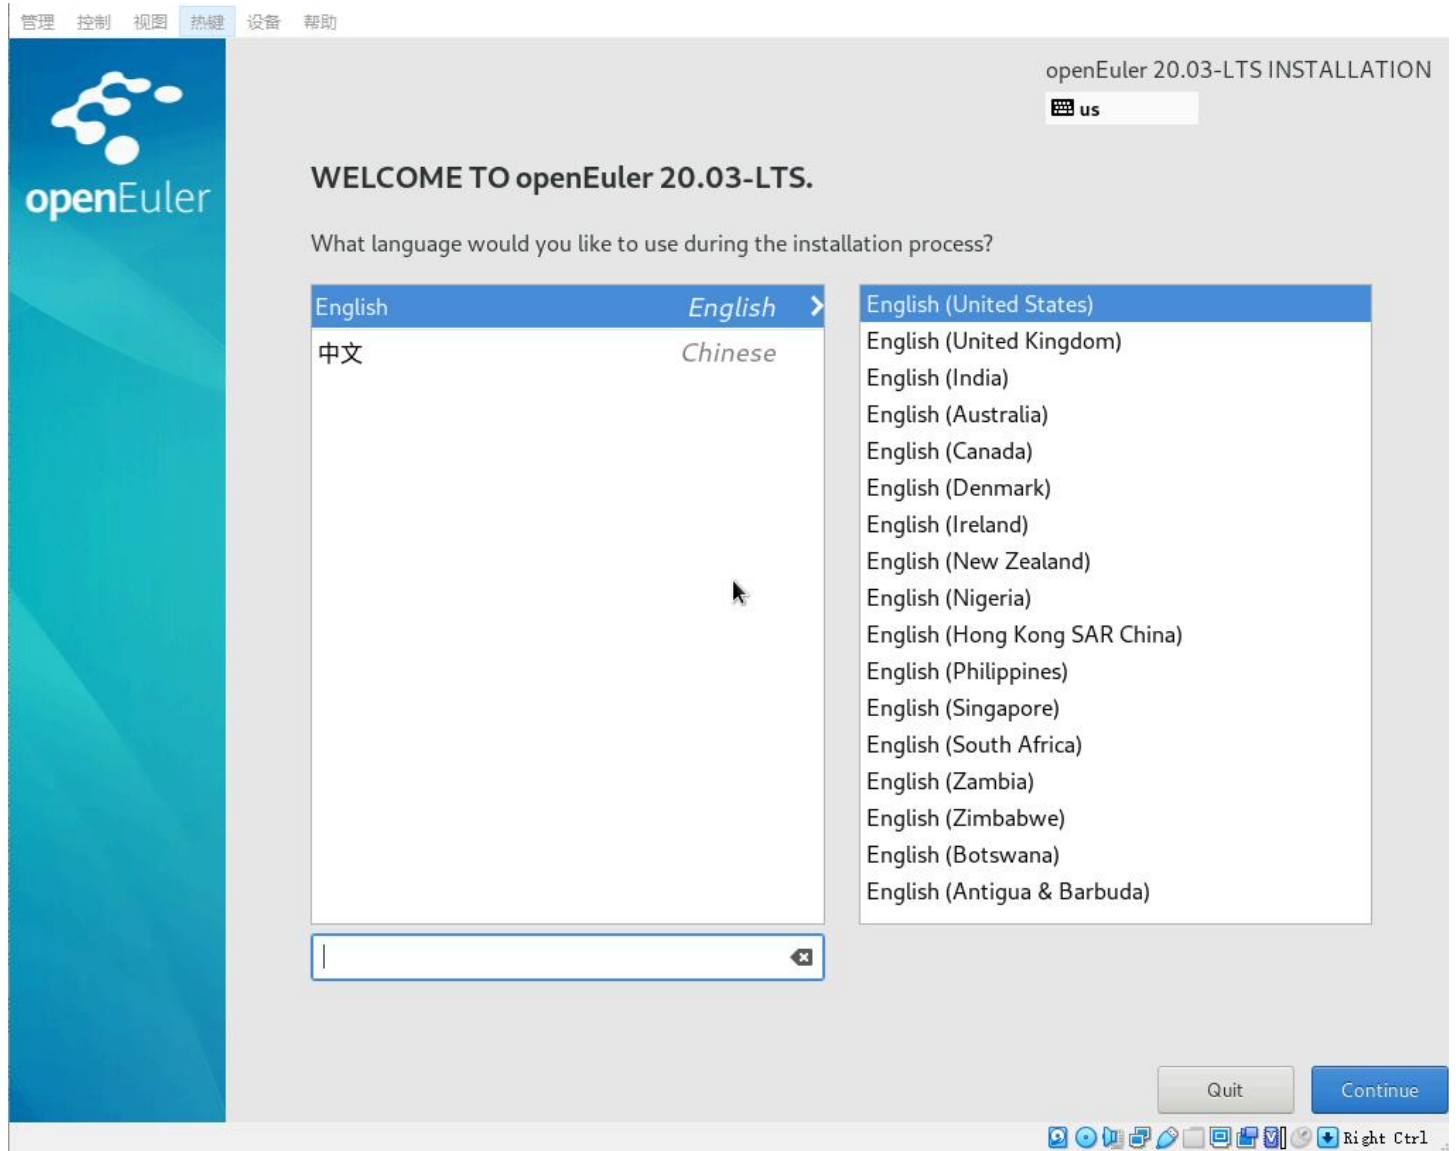 管理 控制 视图 热键 设备 帮助
openEuler
openEuler 20.03-LTS INSTALLATION
us
WELCOME TO openEuler 20.03-LTS.
What language would you like to use during the installation process?
English English
中文 Chinese
English (United States)
English (United Kingdom)
English (India)
English (Australia)
English (Canada)
English (Denmark)
English (Ireland)
English (New Zealand)
English (Nigeria)
English (Hong Kong SAR China)
English (Philippines)
English (Singapore)
English (South Africa)
English (Zambia)
English (Zimbabwe)
English (Botswana)
English (Antigua & Barbuda)
Quit Continue
Right Ctrl